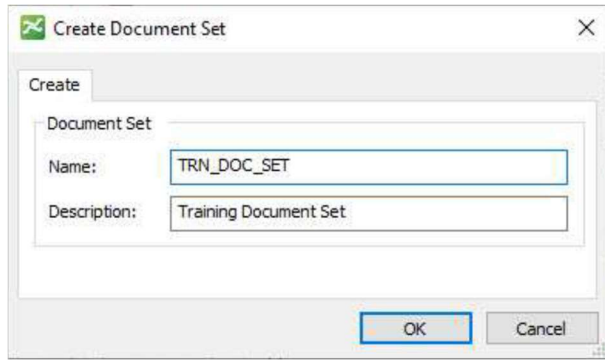 Create Document Set
Create
Document Set
Name: TRN_DOC_SET
Description: Training Document Set
OK Cancel